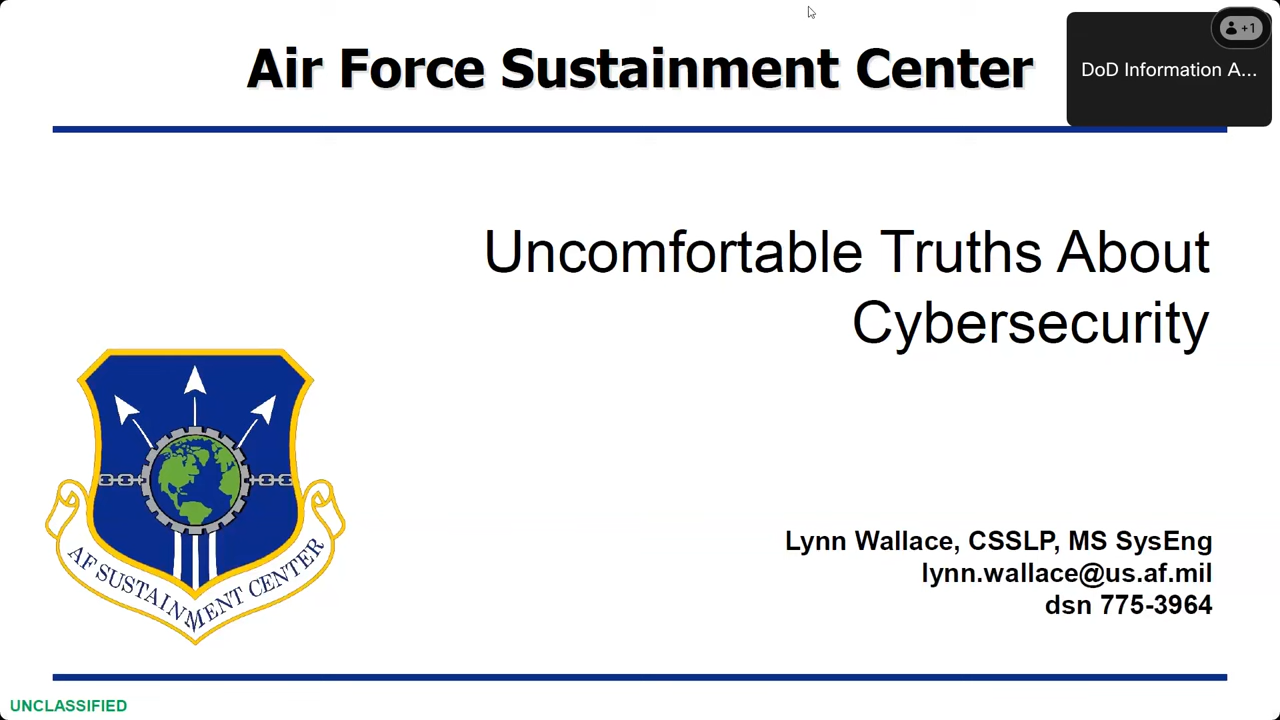 Air Force Sustainment Center
DoD Information A...
+1
Uncomfortable Truths About
Cybersecurity
AF SUSTAINMENT CENTER
Lynn Wallace, CSSLP, MS SysEng
lynn.wallace@us.af.mil
dsn 775-3964
UNCLASSIFIED